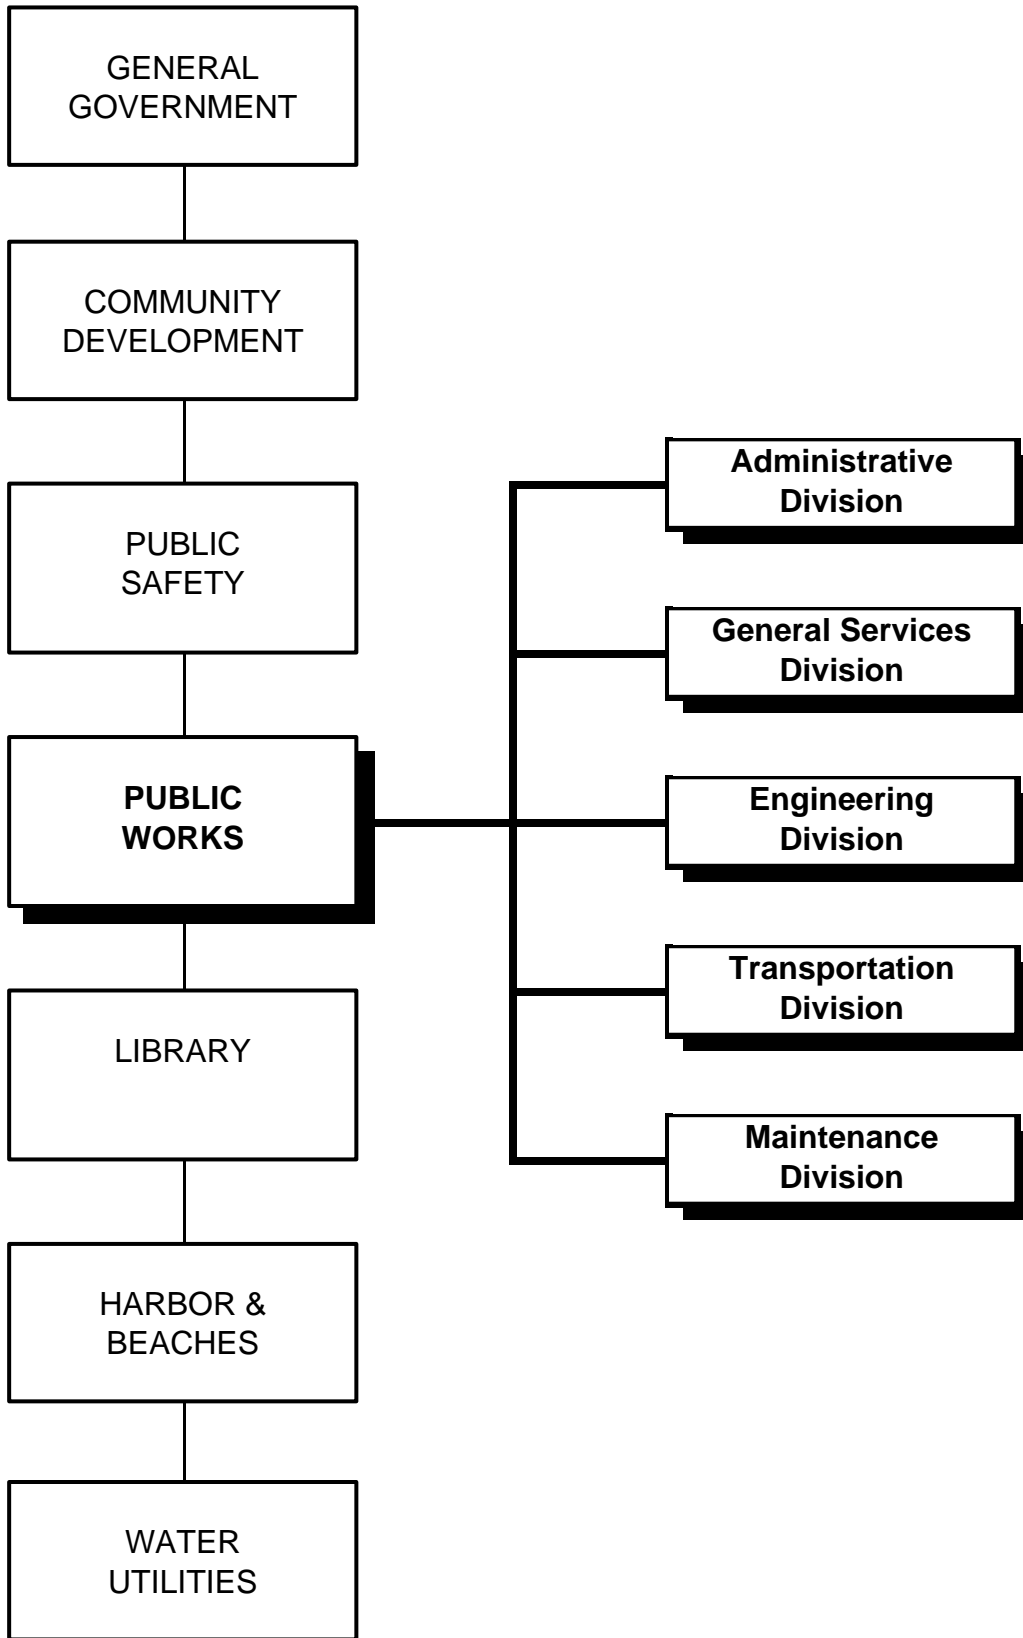 GENERAL
GOVERNMENT
COMMUNITY
DEVELOPMENT
PUBLIC
SAFETY
PUBLIC
WORKS
LIBRARY
HARBOR &
BEACHES
WATER
UTILITIES
Administrative
Division
General Services
Division
Engineering
Division
Transportation
Division
Maintenance
Division